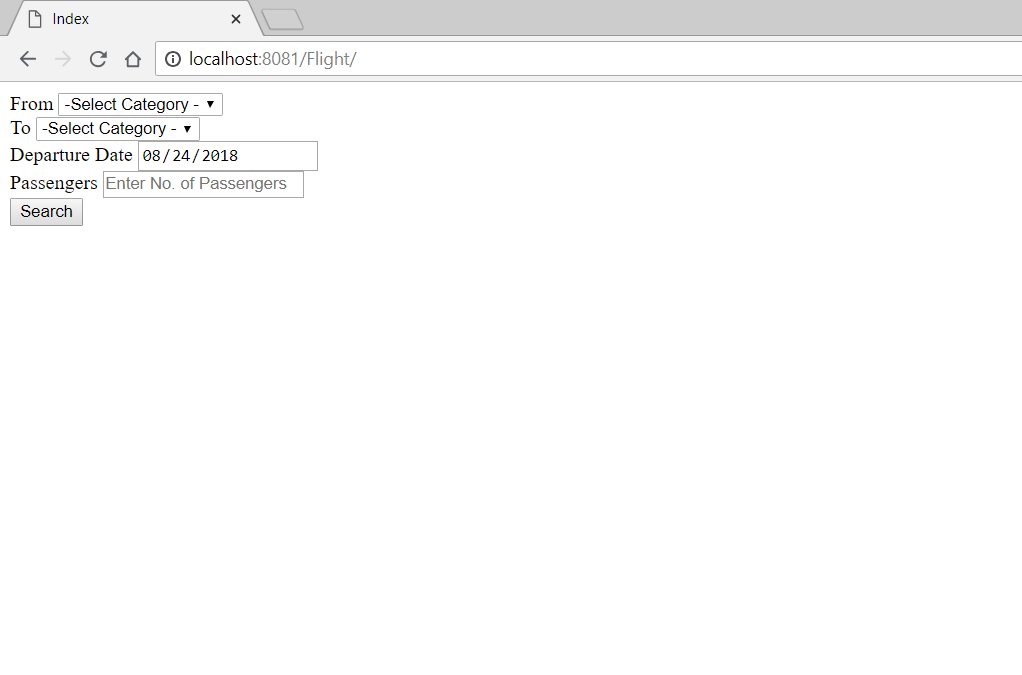 Index
localhost:8081/Flight/
From -Select Category -
To -Select Category -
Departure Date 08/24/2018
Passengers Enter No. of Passengers
Search